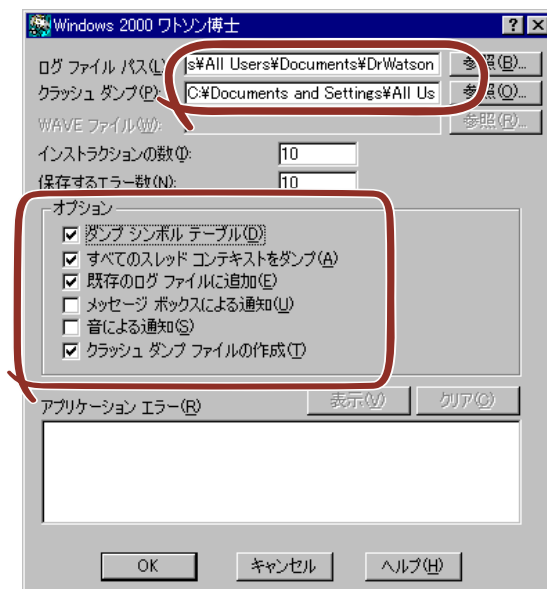 Windows 2000 ワトソン博士
ログ ファイル パス(L) s¥All Users¥Documents¥DrWatson 参照(B)...
クラッシュ ダンプ(P): C:¥Documents and Settings¥All Us 参照(O)...
WAVE ファイル(W): 参照(R)...
インストラクションの数(I): 10
保存するエラー数(N): 10
オプション
ダンプ シンボル テーブル(D)
すべてのスレッド コンテキストをダンプ(A)
既存のログ ファイルに追加(E)
メッセージ ボックスによる通知(U)
音による通知(S)
クラッシュ ダンプ ファイルの作成(T)
アプリケーション エラー(R) 表示(V) クリア(C)
OK キャンセル ヘルプ(H)